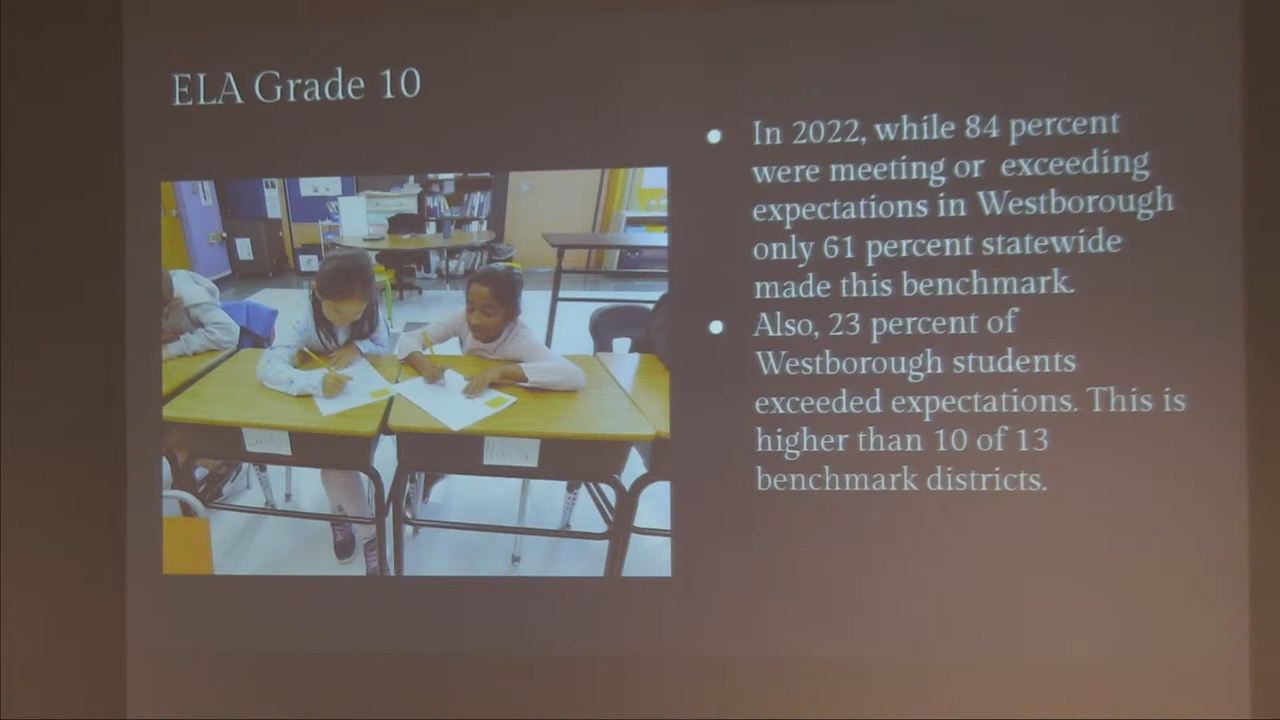 ELA Grade 10
In 2022, while 84 percent
were meeting or exceeding
expectations in Westborough
only 61 percent statewide
made this benchmark.
Also, 23 percent of
Westborough students
exceeded expectations. This is
higher than 10 of 13
benchmark districts.